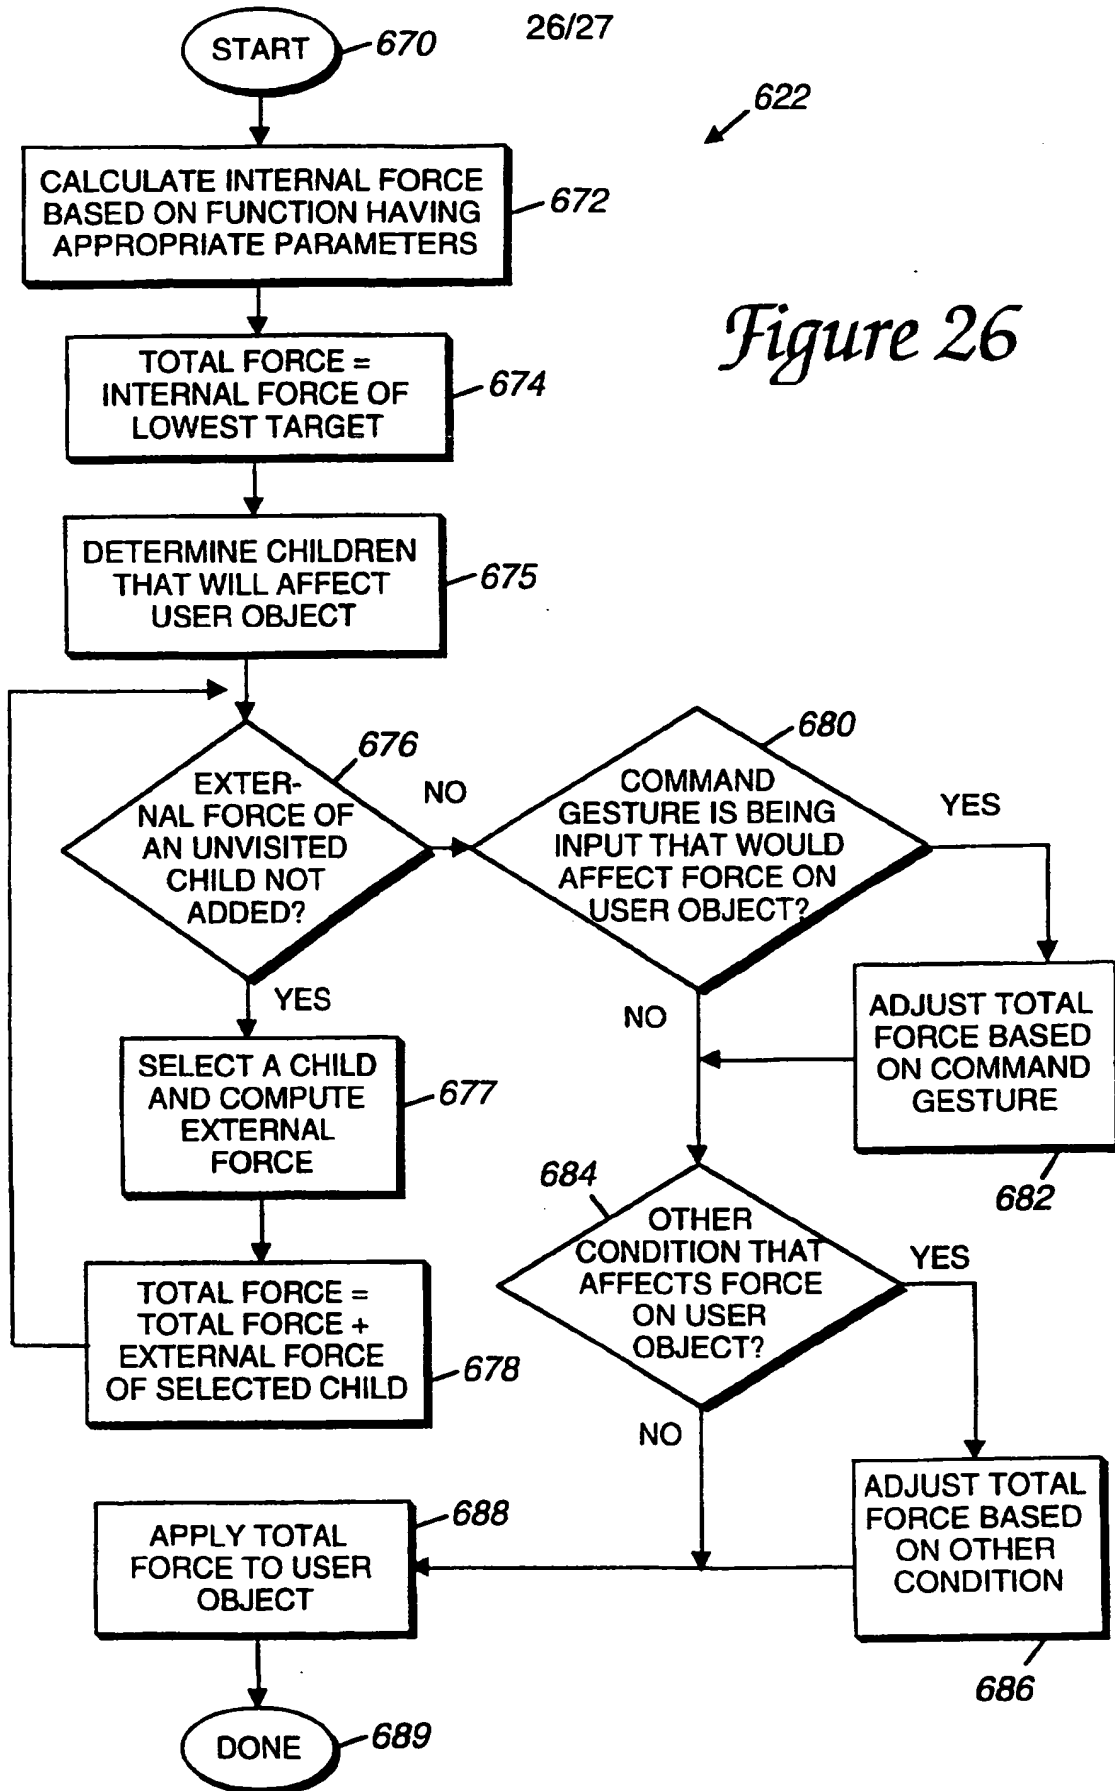 26/27
START
670
622
CALCULATE INTERNAL FORCE
BASED ON FUNCTION HAVING
APPROPRIATE PARAMETERS
672
Figure 26
TOTAL FORCE =
INTERNAL FORCE OF
LOWEST TARGET
674
DETERMINE CHILDREN
THAT WILL AFFECT
USER OBJECT
675
EXTER-
NAL FORCE OF
AN UNVISITED
CHILD NOT
ADDED?
676
NO
YES
COMMAND
GESTURE IS BEING
INPUT THAT WOULD
AFFECT FORCE ON
USER OBJECT?
680
YES
NO
SELECT A CHILD
AND COMPUTE
EXTERNAL
FORCE
677
ADJUST TOTAL
FORCE BASED
ON COMMAND
GESTURE
682
TOTAL FORCE =
TOTAL FORCE +
EXTERNAL FORCE
OF SELECTED CHILD
678
684
OTHER
CONDITION THAT
AFFECTS FORCE
ON USER
OBJECT?
YES
NO
ADJUST TOTAL
FORCE BASED
ON OTHER
CONDITION
686
APPLY TOTAL
FORCE TO USER
OBJECT
688
DONE
689